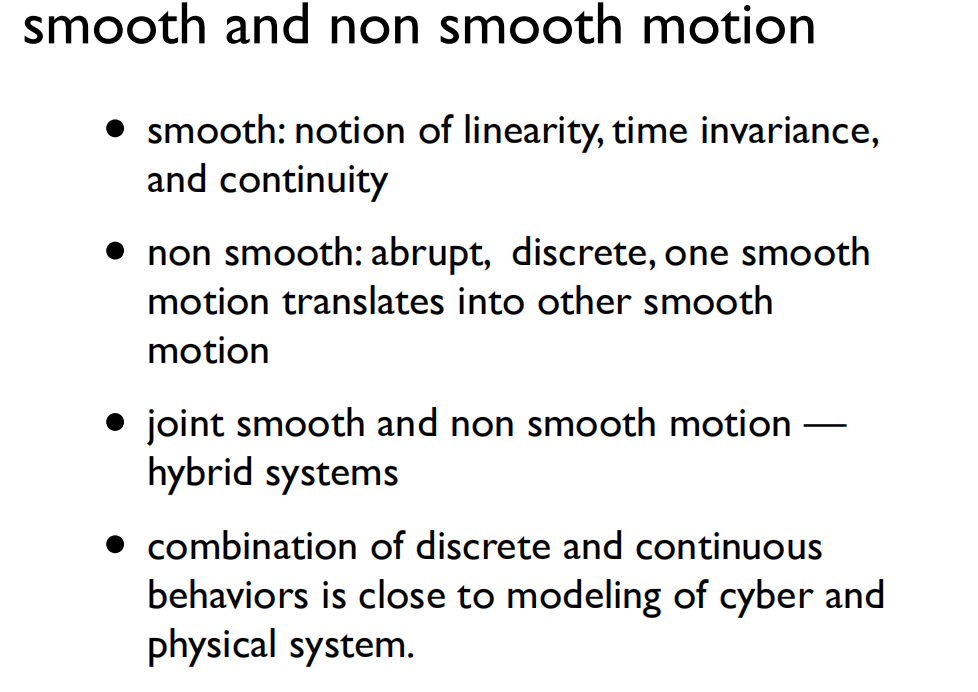 smooth and non smooth motion
• smooth: notion of linearity, time invariance,
and continuity
• non smooth: abrupt,  discrete, one smooth
motion translates into other smooth
motion
• joint smooth and non smooth motion —
hybrid systems
• combination of discrete and continuous
behaviors is close to modeling of cyber and
physical system.